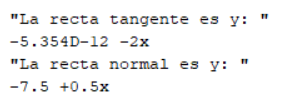 "La recta tangente es y: "
-5.354D-12 -2x
"La recta normal es y: "
-7.5 +0.5x